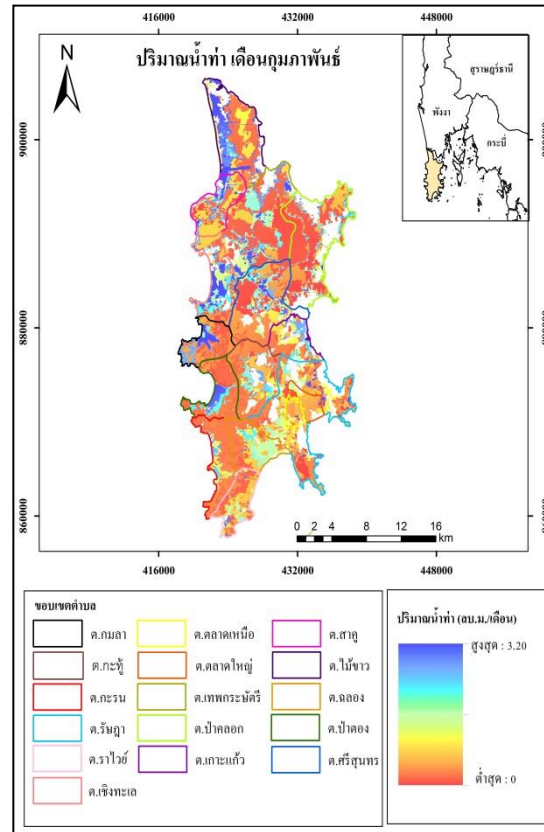 416000 432000 448000
N
ปริมาณน้ำท่า เดือนกุมภาพันธ์
สุราษฎร์ธานี
พังงา
กระบี่
900000
880000
860000
0 2 4 8 12 16
km
416000 432000 448000
ขอบเขตตำบล
ต.กมลา ต.ตลาดเหนือ ต.สาคู
ต.กะทู้ ต.ตลาดใหญ่ ต.ไม้ขาว
ต.กะรน ต.เทพกระษัตรี ต.ฉลอง
ต.รัษฎา ต.ป่าคลอก ต.ป่าตอง
ต.ราไวย์ ต.เกาะแก้ว ต.ศรีสุนทร
ต.เชิงทะเล
ปริมาณน้ำท่า (ลบ.ม./เดือน)
สูงสุด : 3.20
ต่ำสุด : 0